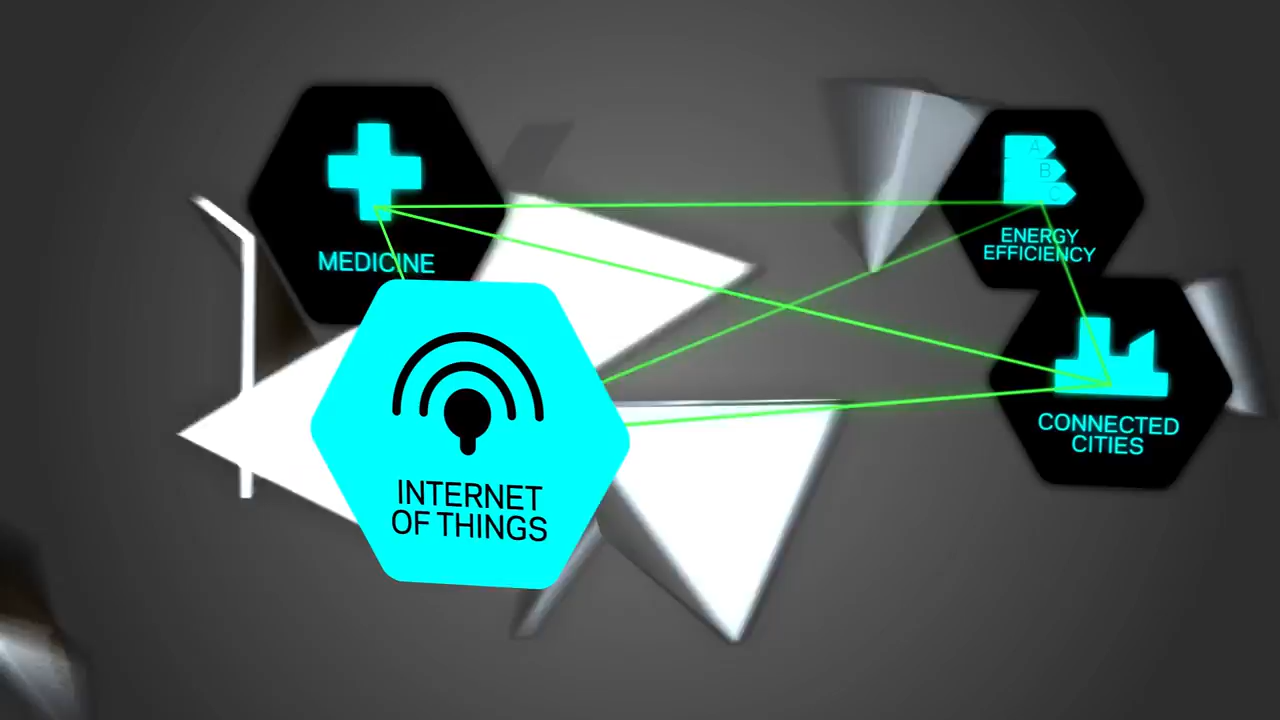 MEDICINE
A
B
C
ENERGY
EFFICIENCY
INTERNET
OF THINGS
CONNECTED
CITIES